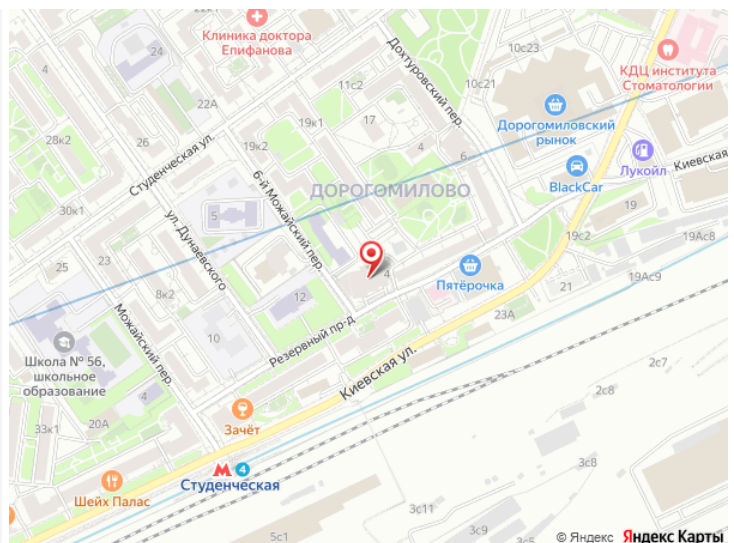 Клиника доктора
Епифанова
Дохтуровский пер.
10с23
10с21
КДЦ института
Стоматологии
24
11с2
22А
17
19к1
19к2
26
28к2
Студенческая ул.
Дорогомиловский
рынок
Лукойл
BlackCar
Киевская
4
6
ДОРОГОМИЛОВО
30к1
5
6-й Можайский пер.
ул. Дунаевского
23
25
19
19с2
19Ас8
19Ас9
21
4
Пятёрочка
23А
8к2
12
10
Резервный пр-д
Можайский пер.
Школа № 56,
школьное
образование
4
Киевская ул.
2с7
2с8
20А
33к1
Зачёт
М 4
Студенческая
Шейх Палас
3с8
3с11
3с9
5с1
© Яндекс Яндекс Карты